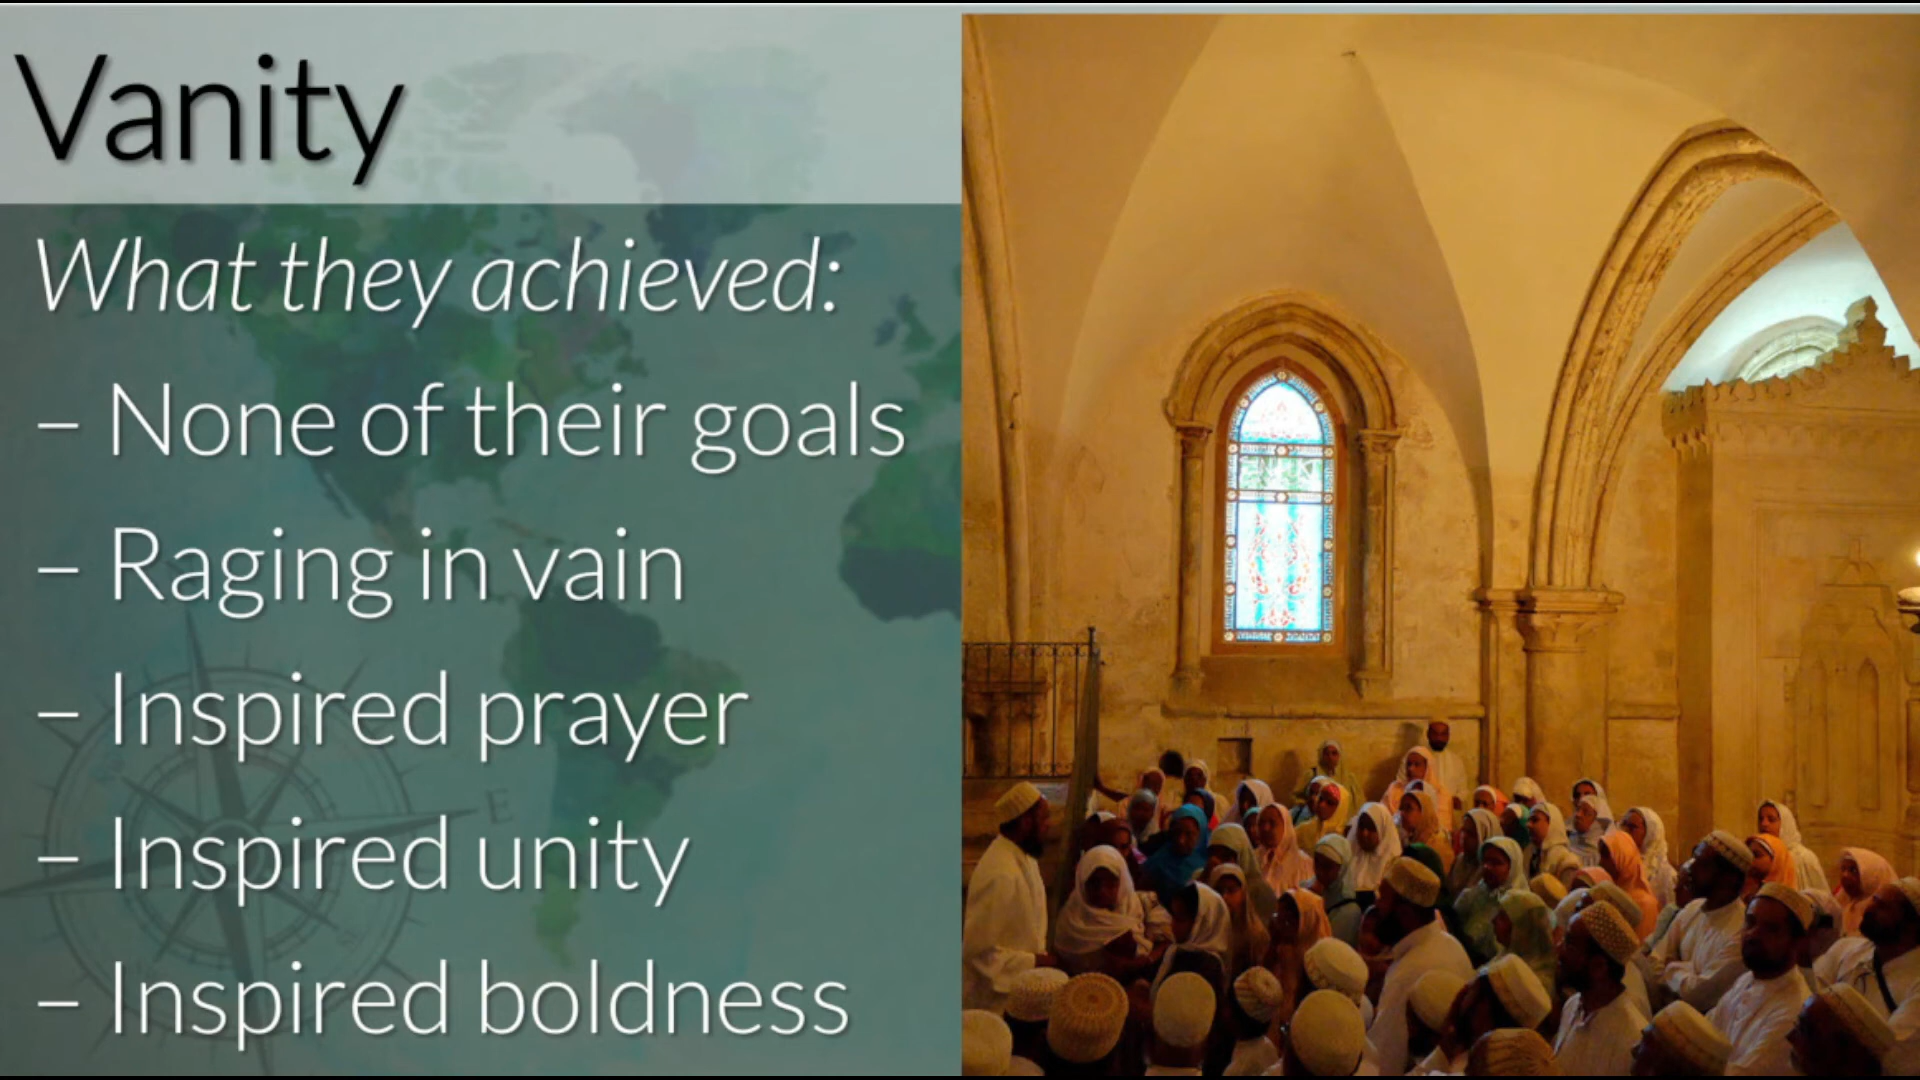 Vanity
What they achieved:
– None of their goals
– Raging in vain
– Inspired prayer
– Inspired unity
– Inspired boldness
E